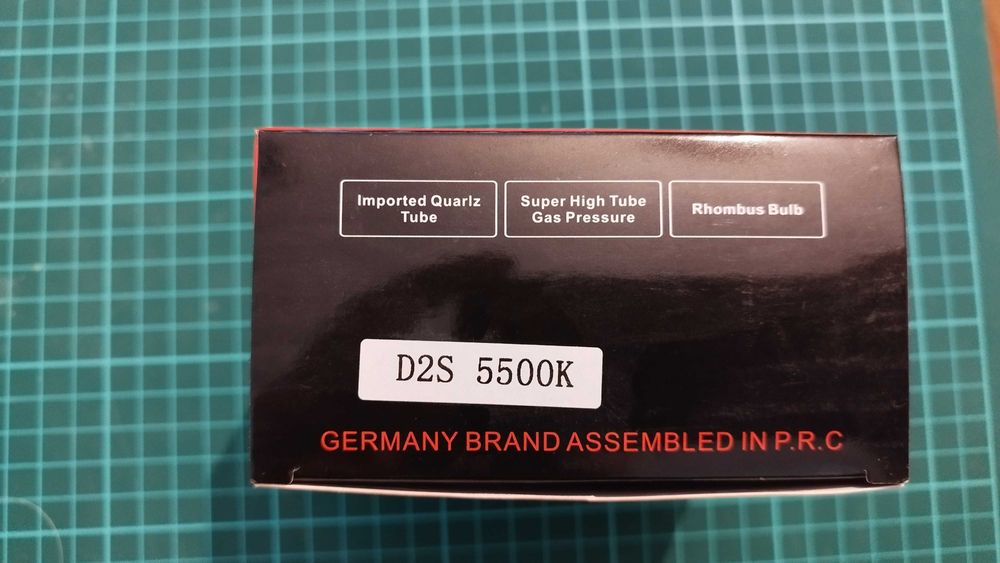 Imported Quarlz
Tube
Super High Tube
Gas Pressure
Rhombus Bulb
D2S 5500K
GERMANY BRAND ASSEMBLED IN P.R.C